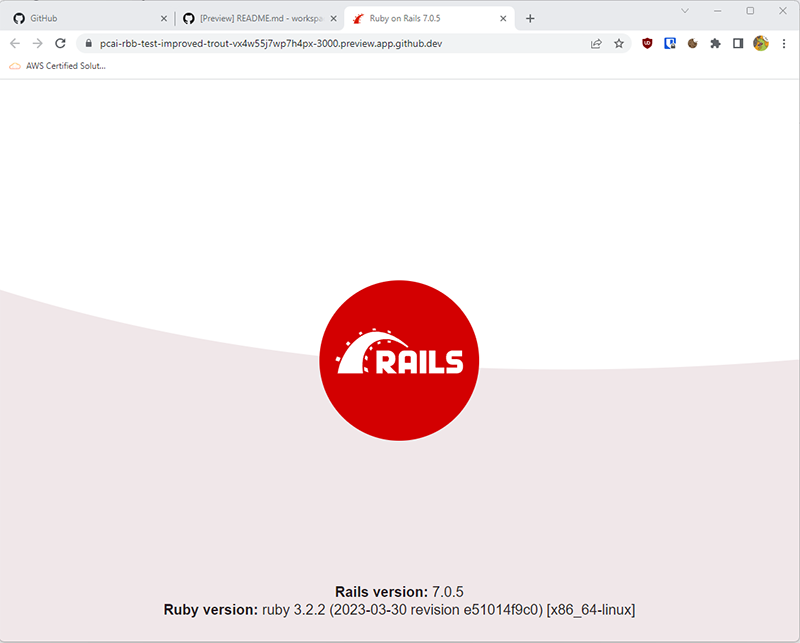 GitHub
[Preview] README.md - workspa
Ruby on Rails 7.0.5
pcai-rbb-test-improved-trout-vx4w55j7wp7h4px-3000.preview.app.github.dev
AWS Certified Solut...
RAILS
Rails version: 7.0.5
Ruby version: ruby 3.2.2 (2023-03-30 revision e51014f9c0) [x86_64-linux]